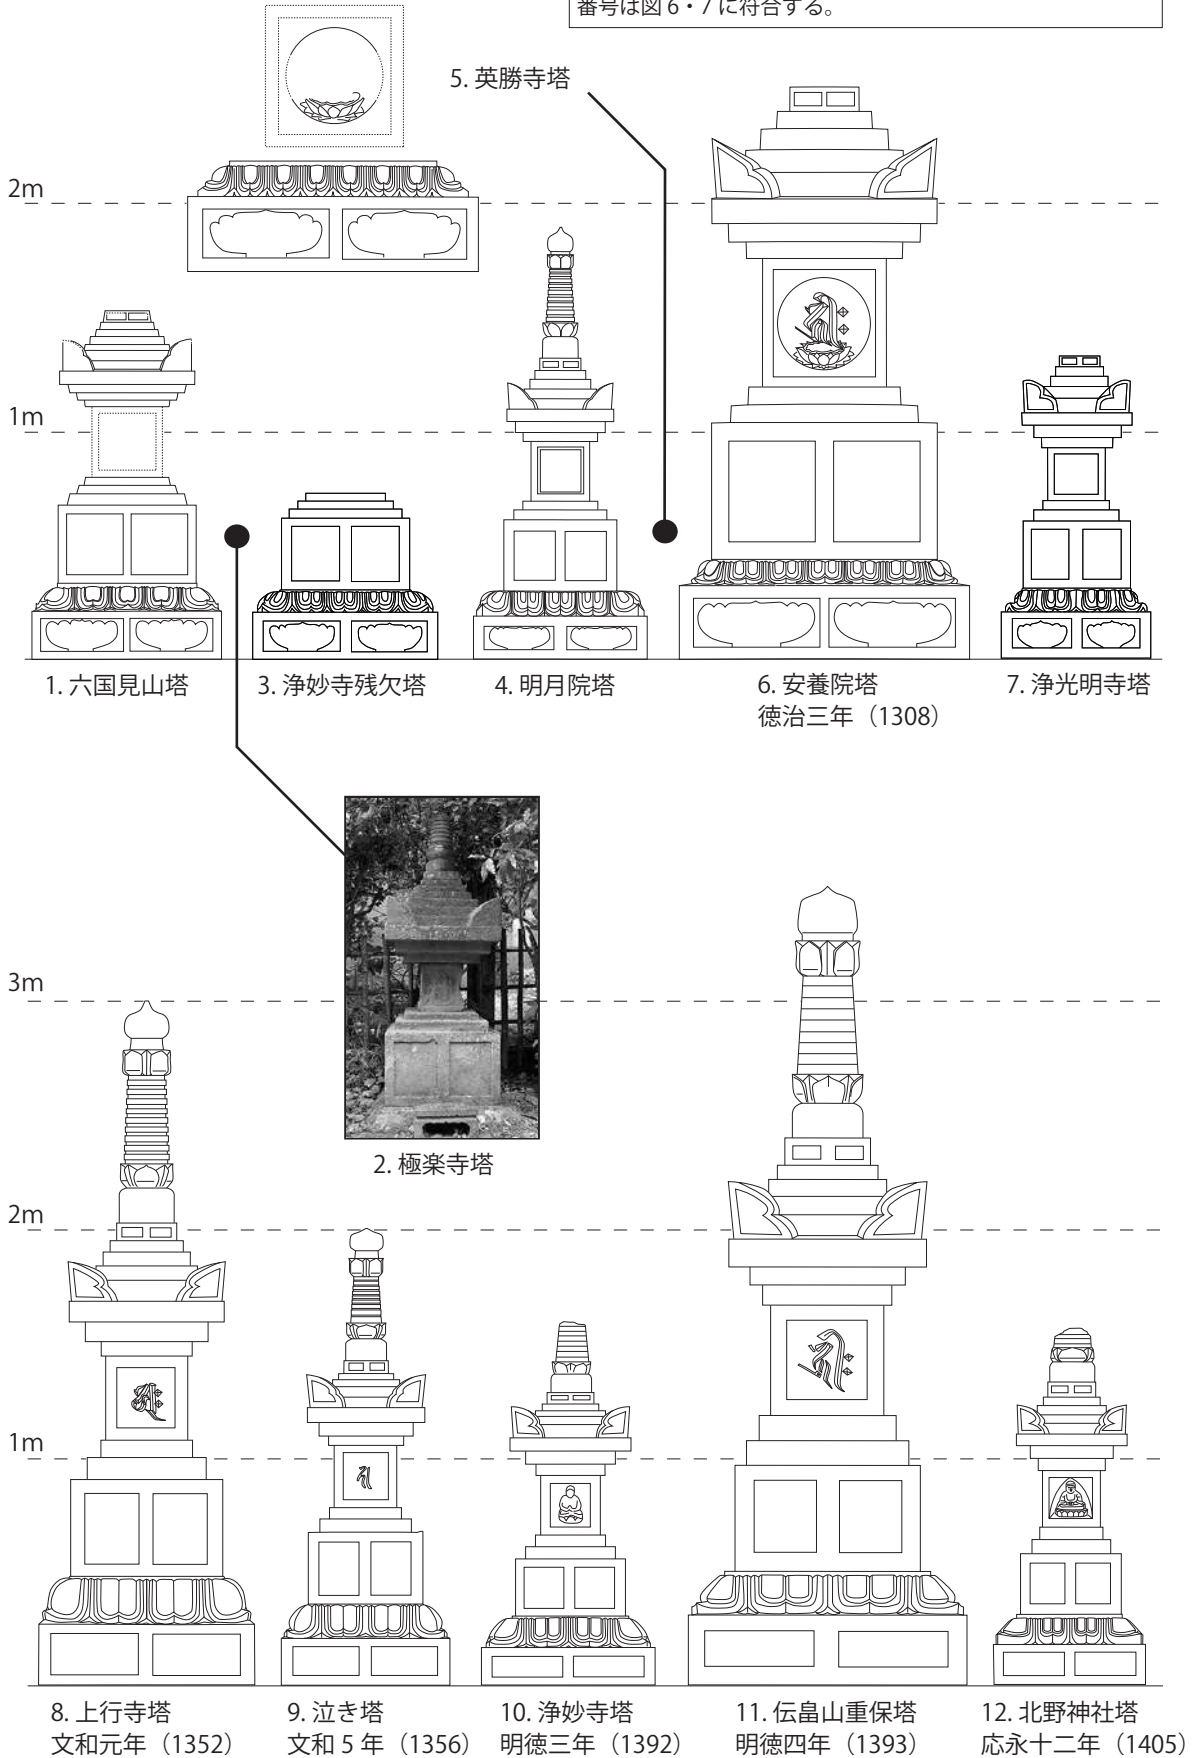 番号は図 6・7 に符合する。
5. 英勝寺塔
2m
1m
1. 六国見山塔
3. 浄妙寺残欠塔
4. 明月院塔
6. 安養院塔
徳治三年（1308）
7. 浄光明寺塔
3m
2. 極楽寺塔
2m
1m
8. 上行寺塔
文和元年（1352）
9. 泣き塔
文和 5 年（1356）
10. 浄妙寺塔
明徳三年（1392）
11. 伝畠山重保塔
明徳四年（1393）
12. 北野神社塔
応永十二年（1405）